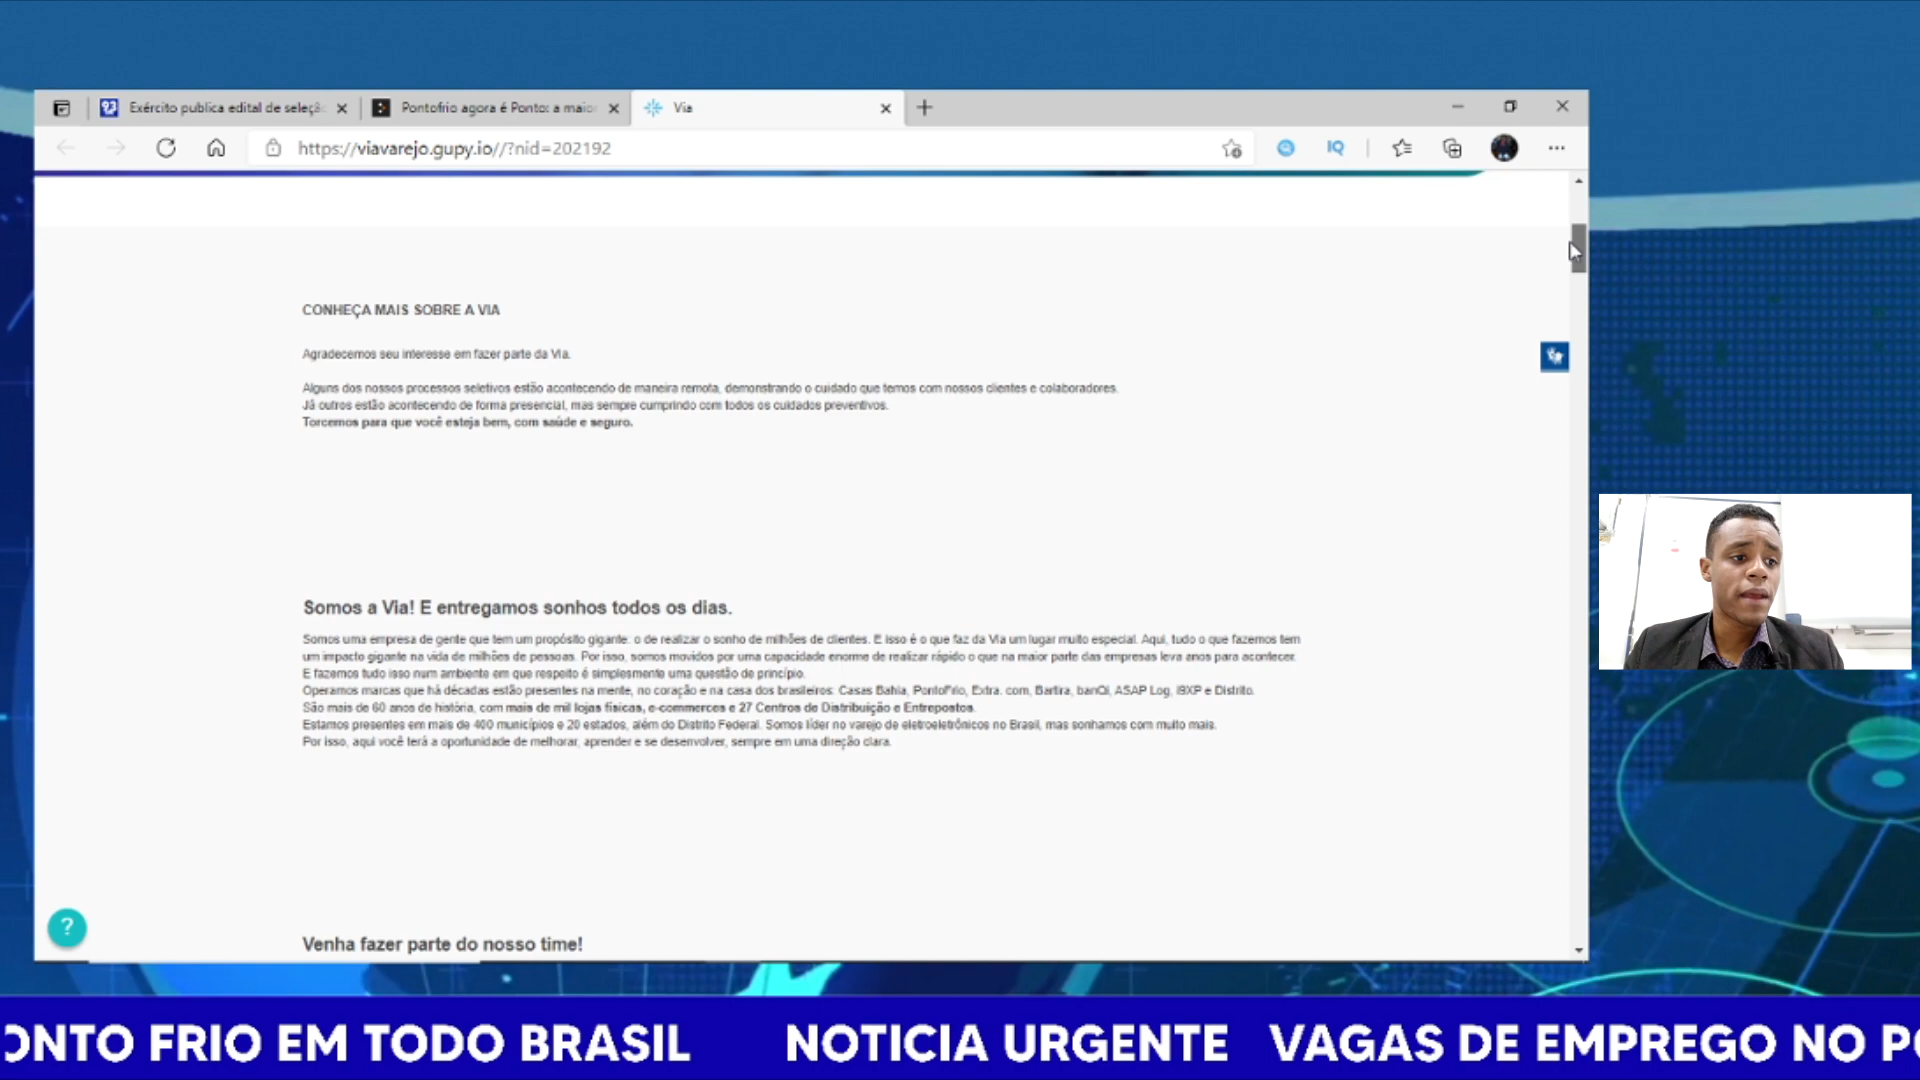 Exército publica edital de seleçã
Pontofrio agora é Ponto: a maio
Via
https://viavarejo.gupy.io//?nid=202192
IQ
CONHEÇA MAIS SOBRE A VIA
Agradecemos seu interesse em fazer parte da Via.
Alguns dos nossos processos seletivos estão acontecendo de maneira remota, demonstrando o cuidado que temos com nossos clientes e colaboradores.
Já outros estão acontecendo de forma presencial, mas sempre cumprindo com todos os cuidados preventivos.
Torcemos para que você esteja bem, com saúde e seguro.
Somos a Via! E entregamos sonhos todos os dias.
Somos uma empresa de gente que tem um propósito gigante: o de realizar o sonho de milhões de clientes. E isso é o que faz da Via um lugar muito especial. Aqui, tudo o que fazemos tem
um impacto gigante na vida de milhões de pessoas. Por isso, somos movidos por uma capacidade enorme de realizar rápido o que na maior parte das empresas leva anos para acontecer.
E fazemos tudo isso num ambiente em que respeito é simplesmente uma questão de princípio.
Operamos marcas que há décadas estão presentes na mente, no coração e na casa dos brasileiros: Casas Bahia, PontoFrio, Extra. com, Bartira, banQi, ASAP Log, I9XP e Distrito.
São mais de 60 anos de história, com mais de mil lojas físicas, e-commerces e 27 Centros de Distribuição e Entrepostos.
Estamos presentes em mais de 400 municípios e 20 estados, além do Distrito Federal. Somos líder no varejo de eletroeletrônicos no Brasil, mas sonhamos com muito mais.
Por isso, aqui você terá a oportunidade de melhorar, aprender e se desenvolver, sempre em uma direção clara.
?
Venha fazer parte do nosso time!
ONTO FRIO EM TODO BRASIL NOTICIA URGENTE VAGAS DE EMPREGO NO PO